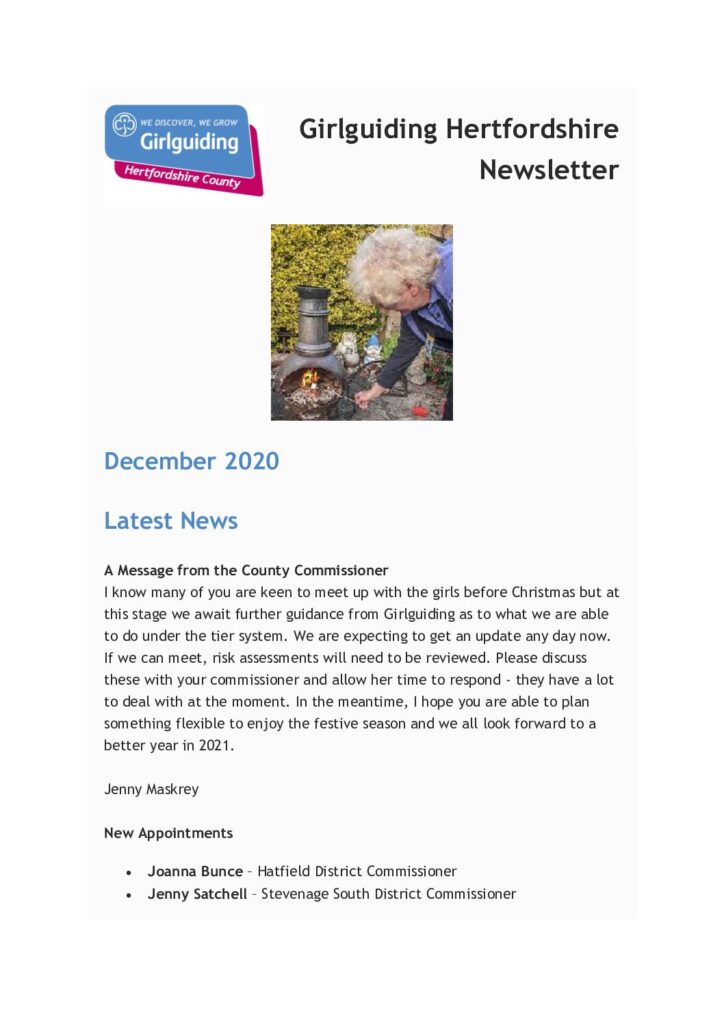 WE DISCOVER, WE GROW
Girlguiding
Hertfordshire County
Girlguiding Hertfordshire
Newsletter
December 2020
Latest News
A Message from the County Commissioner
I know many of you are keen to meet up with the girls before Christmas but at
this stage we await further guidance from Girlguiding as to what we are able
to do under the tier system. We are expecting to get an update any day now.
If we can meet, risk assessments will need to be reviewed. Please discuss
these with your commissioner and allow her time to respond - they have a lot
to deal with at the moment. In the meantime, I hope you are able to plan
something flexible to enjoy the festive season and we all look forward to a
better year in 2021.
Jenny Maskrey
New Appointments
• Joanna Bunce – Hatfield District Commissioner
• Jenny Satchell – Stevenage South District Commissioner